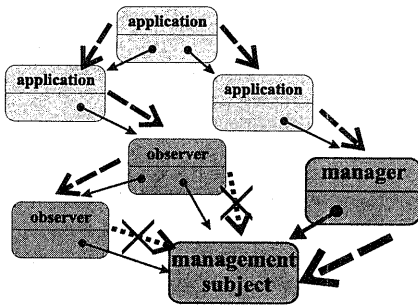 application
application
application
observer
manager
observer
management
subject